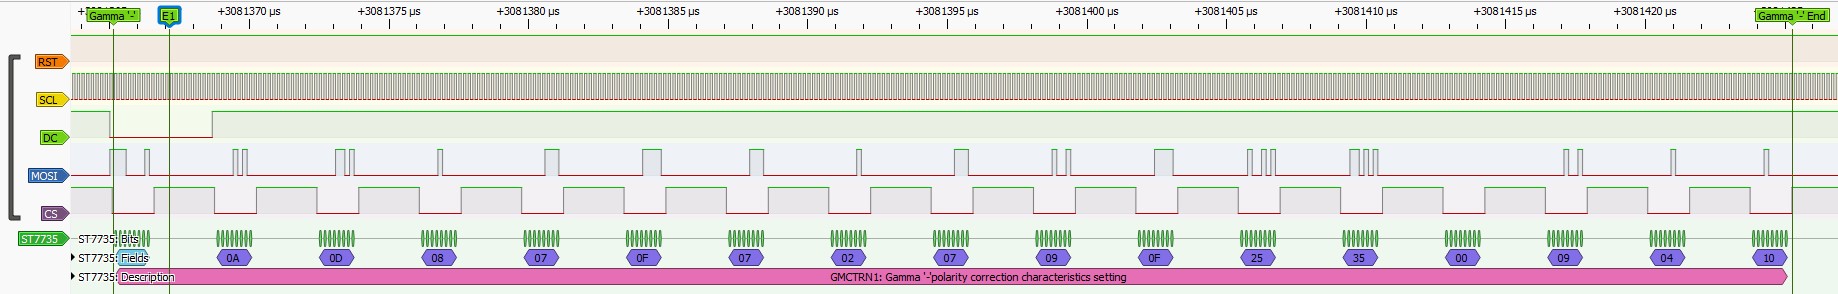 Gamma '-' E1 +3081370 µs +3081375 µs +3081380 µs +3081385 µs +3081390 µs +3081395 µs +3081400 µs +3081405 µs +3081410 µs +3081415 µs +3081420 µs Gamma '-' End
RST
SCL
DC
MOSI
CS
ST7735 ST7735: Bits
ST7735: Fields 0A 0D 08 07 0F 07 02 07 09 0F 25 35 00 09 04 10
ST7735: Description GMCTRN1: Gamma '-'polarity correction characteristics setting